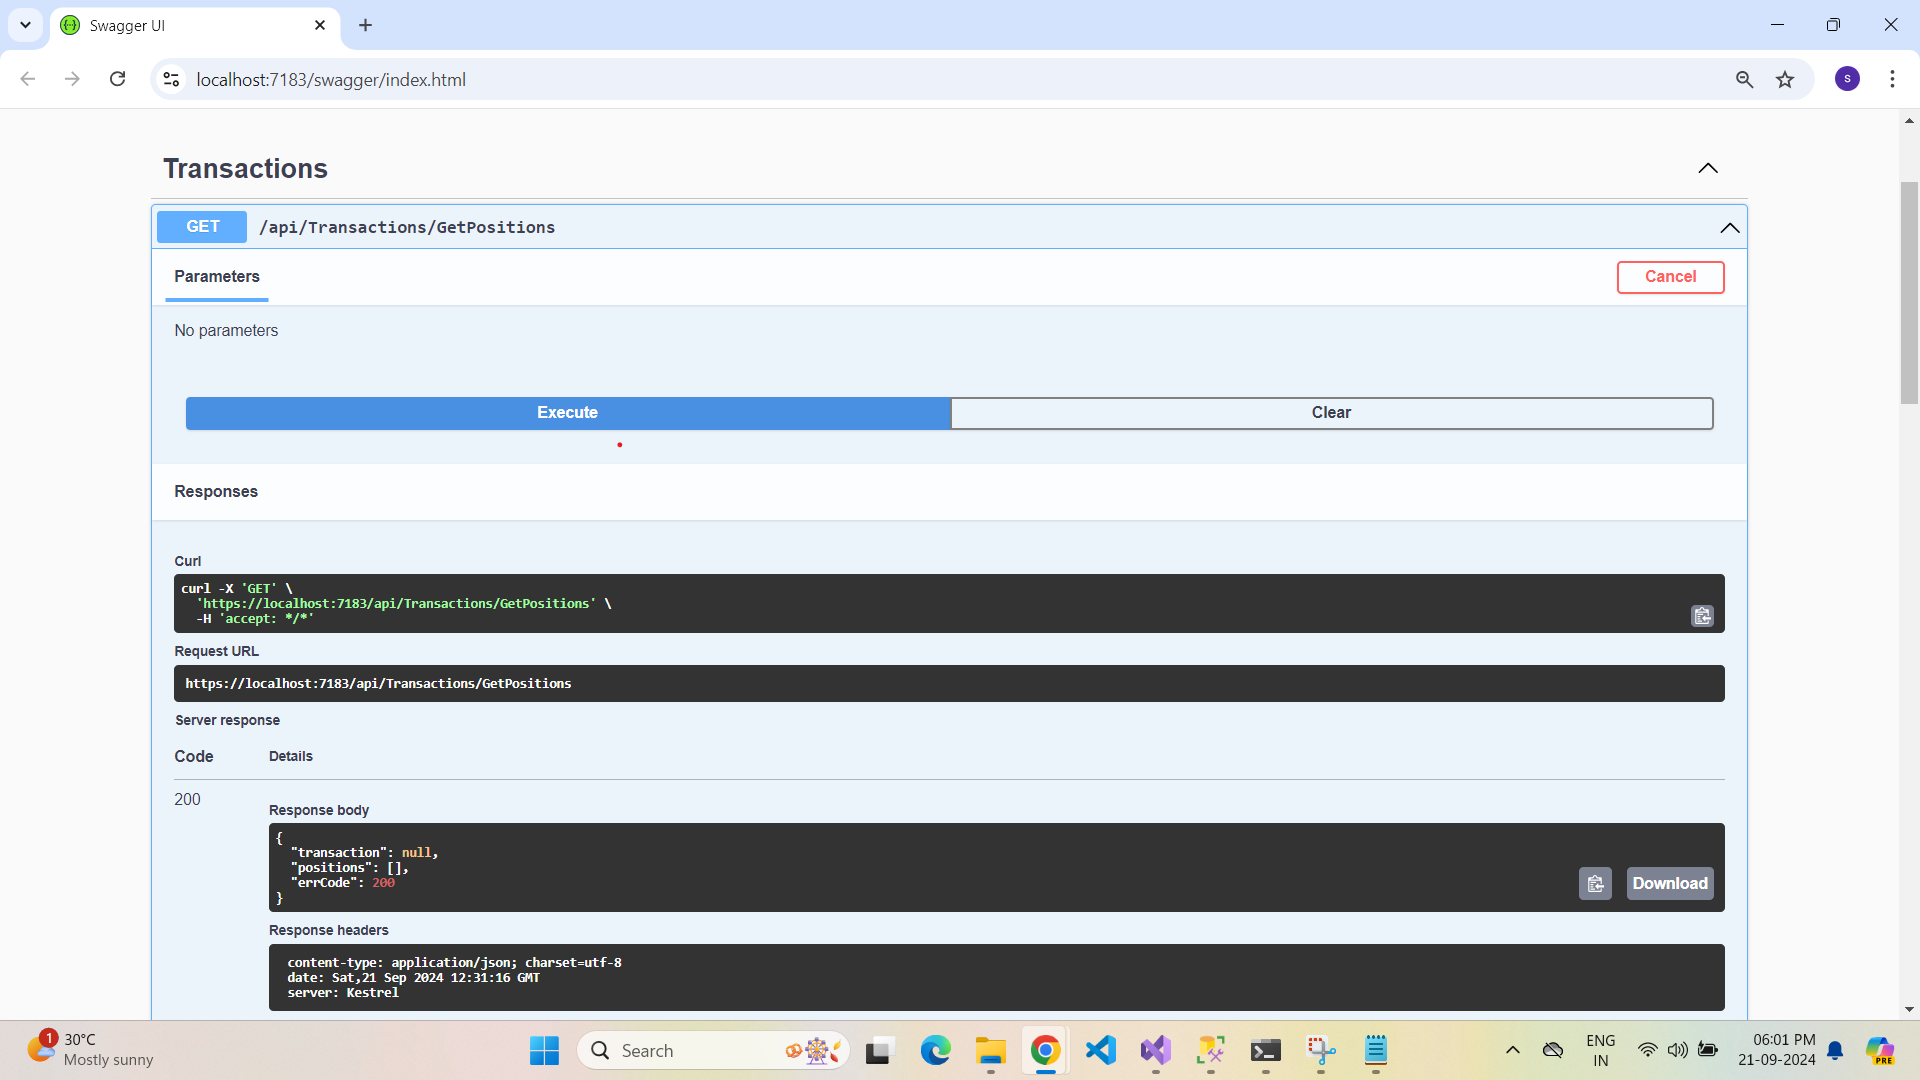 Swagger UI
localhost:7183/swagger/index.html
S
Transactions
GET /api/Transactions/GetPositions
Parameters
Cancel
No parameters
Execute
Clear
Responses
Curl
curl -X 'GET' \
'https://localhost:7183/api/Transactions/GetPositions' \
-H 'accept: */*'
Request URL
https://localhost:7183/api/Transactions/GetPositions
Server response
Code Details
200
Response body
{
"transaction": null,
"positions": [],
"errCode": 200
}
Download
Response headers
content-type: application/json; charset=utf-8
date: Sat,21 Sep 2024 12:31:16 GMT
server: Kestrel
1
30°C
Mostly sunny
Search
ENG
IN
06:01 PM
21-09-2024
PRE